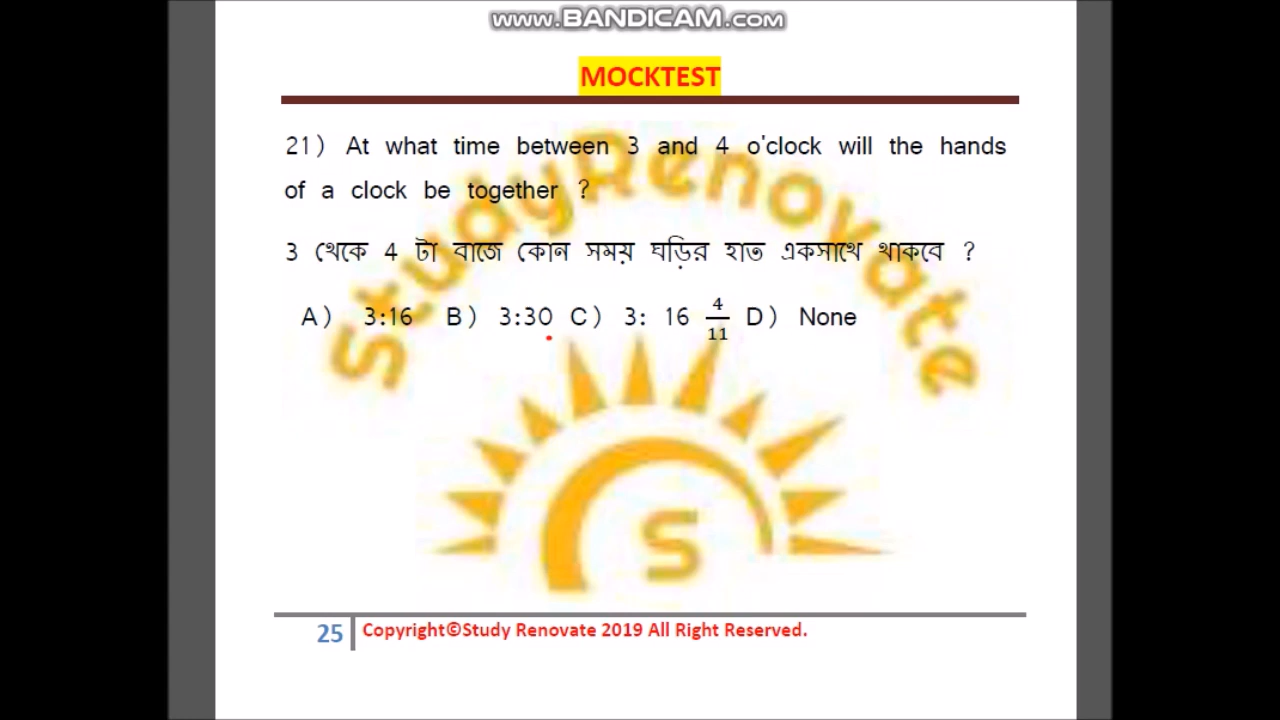 www.BANDICAM.com
MOCKTEST
21) At what time between 3 and 4 o'clock will the hands
of a clock be together ?
3 থেকে 4 টা বাজে কোন সময় ঘড়ির হাত একসাথে থাকবে ?
A) 3:16 B) 3:30 C) 3: 16 4/11 D) None
StudyRenovate
S
25 Copyright©Study Renovate 2019 All Right Reserved.